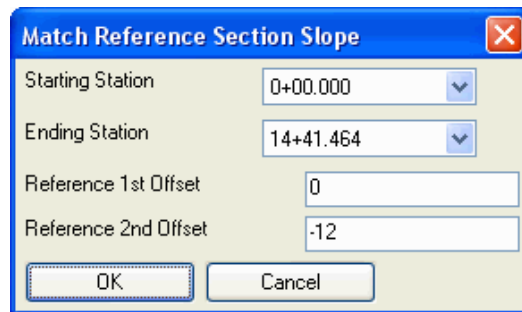 Match Reference Section Slope
Starting Station 0+00.000
Ending Station 14+41.464
Reference 1st Offset 0
Reference 2nd Offset -12
OK Cancel